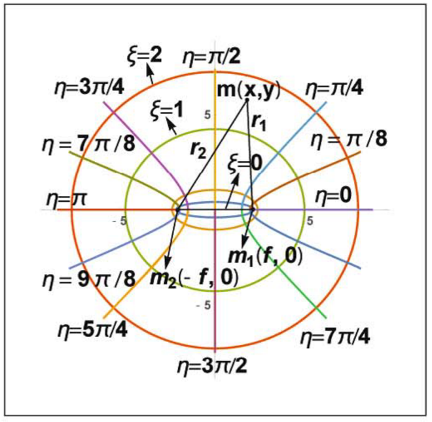 ξ=2
η=π/2
η=3π/4
m(x,y)
η=π/4
ξ=1
5
r₁
η=7π/8
r₂
η=π/8
ξ=0
η=π
η=0
-5
5
m₁(f, 0)
η=9π/8
m₂(-f, 0)
-5
η=5π/4
η=7π/4
η=3π/2